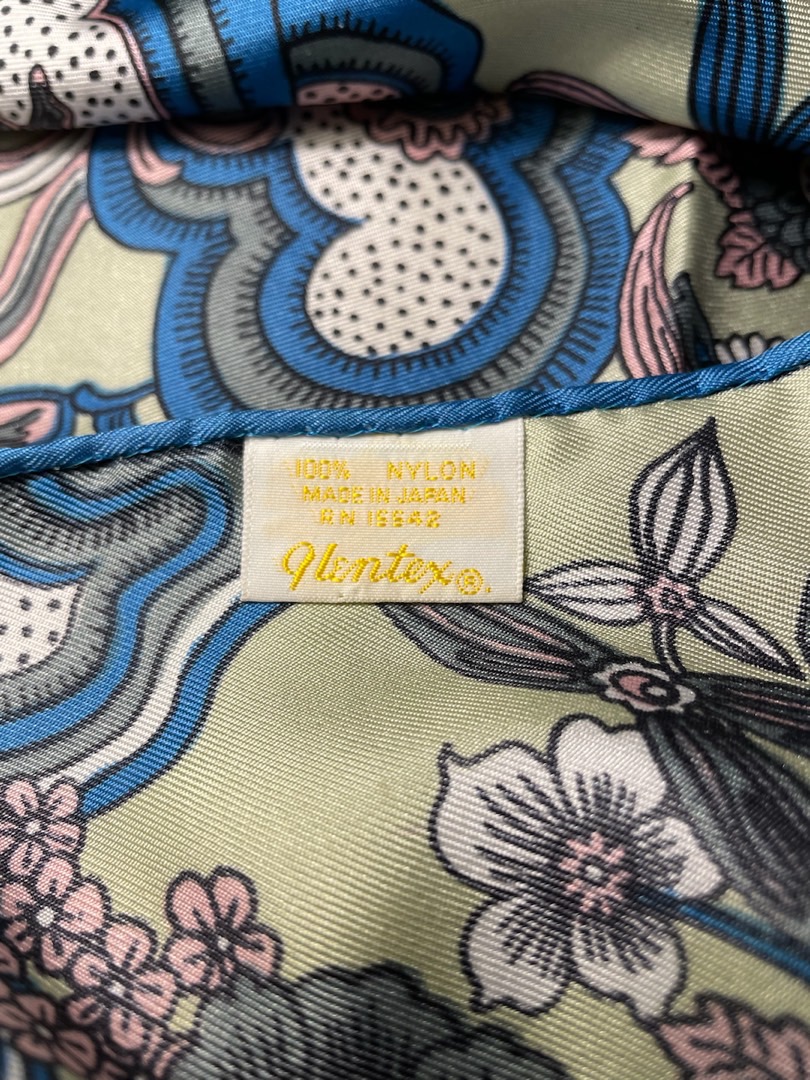 100% NYLON
MADE IN JAPAN
RN 15542
Glentex®.